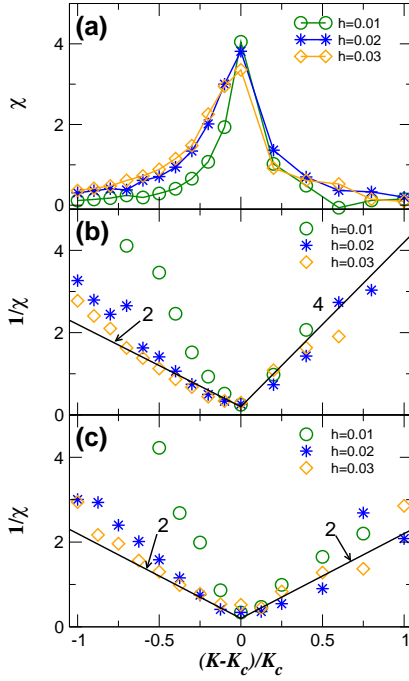 (a)
h=0.01
h=0.02
h=0.03
χ
4
2
0
(b)
h=0.01
h=0.02
h=0.03
1/χ
4
2
0
2
4
(c)
h=0.01
h=0.02
h=0.03
1/χ
4
2
0
2
2
-1 -0.5 0 0.5 1
(K-Kc)/Kc